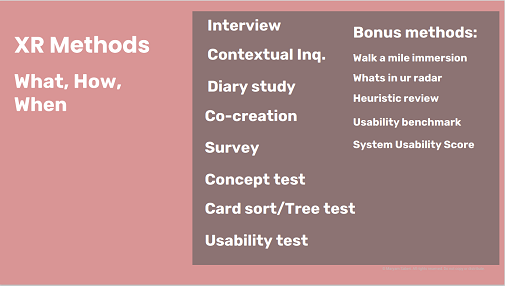 XR Methods
What, How,
When
Interview
Contextual Inq.
Diary study
Co-creation
Survey
Concept test
Card sort/Tree test
Usability test
Bonus methods:
Walk a mile immersion
Whats in ur radar
Heuristic review
Usability benchmark
System Usability Score